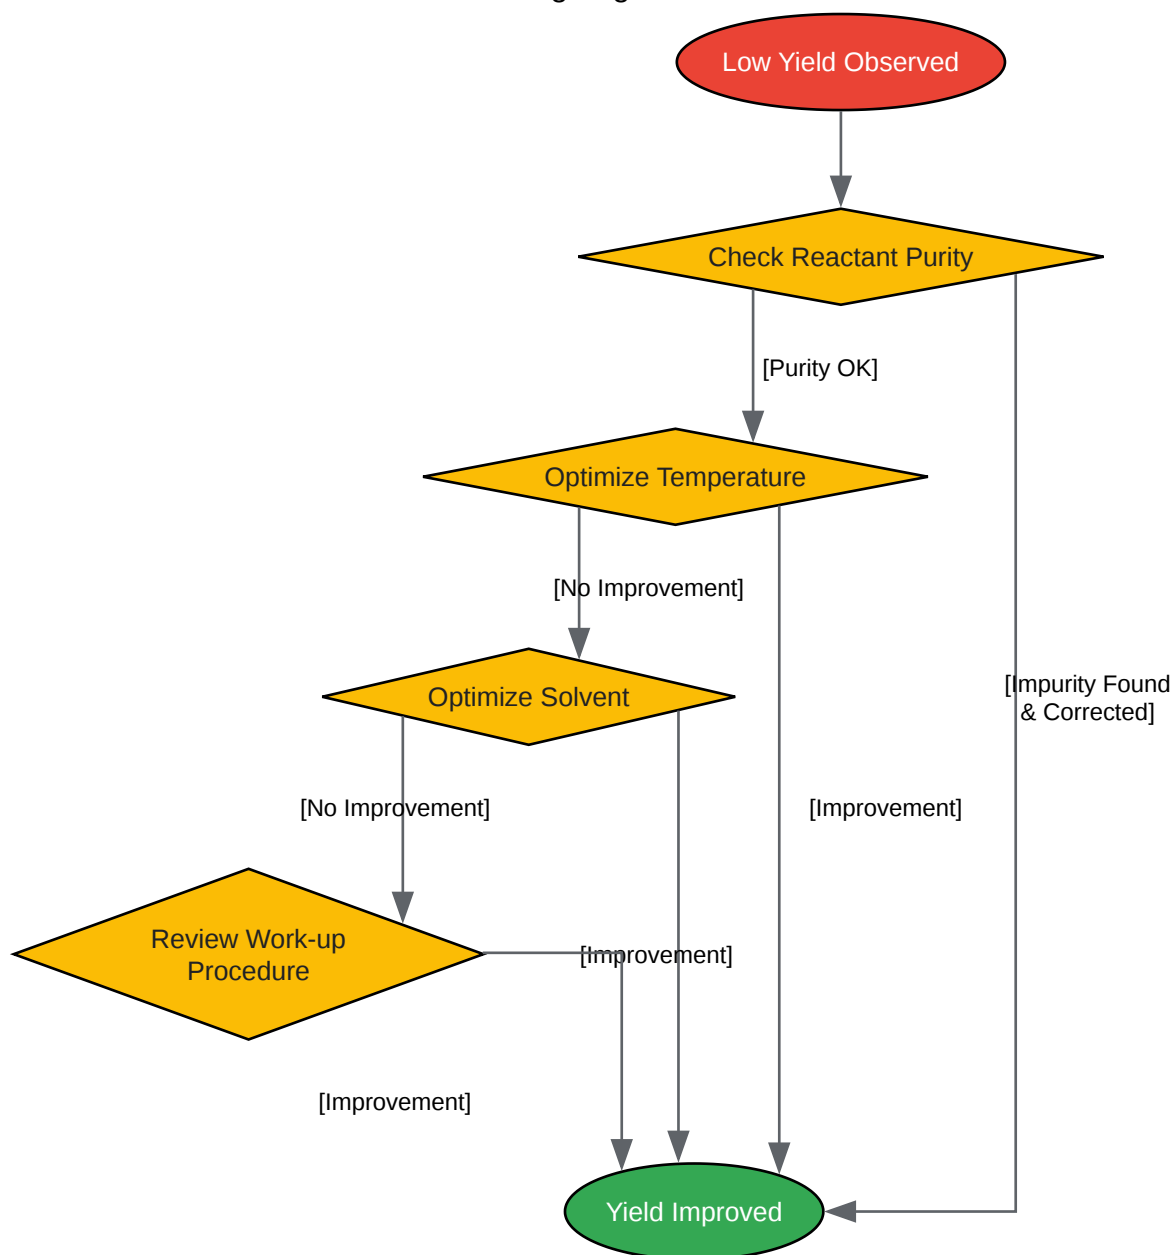 Low Yield Observed
Check Reactant Purity
[Purity OK]
Optimize Temperature
[No Improvement]
Optimize Solvent
[Impurity Found
& Corrected]
[No Improvement]
[Improvement]
Review Work-up
Procedure
[Improvement]
[Improvement]
Yield Improved